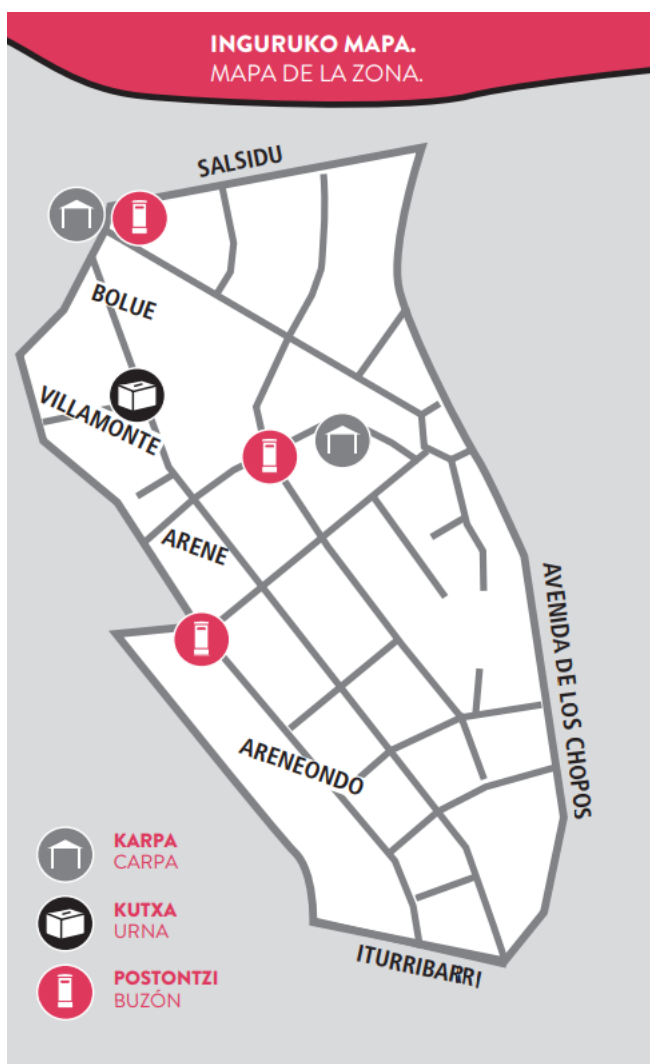 INGURUKO MAPA.
MAPA DE LA ZONA.
SALSIDU
BOLUE
VILLAMONTE
ARENE
AVENIDA DE LOS CHOPOS
ARENEONDO
ITURRIBARRI
KARPA
CARPA
KUTXA
URNA
POSTONTZI
BUZÓN